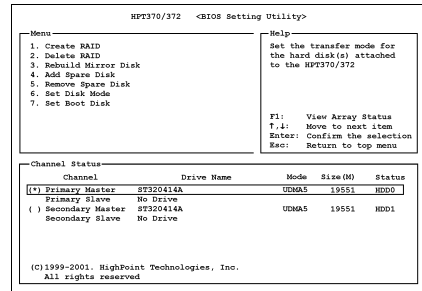 HPT370/372 <BIOS Setting Utility>
Menu
1. Create RAID
2. Delete RAID
3. Rebuild Mirror Disk
4. Add Spare Disk
5. Remove Spare Disk
6. Set Disk Mode
7. Set Boot Disk
Help
Set the transfer mode for
the hard disk(s) attached
to the HPT370/372
F1: View Array Status
↑,↓: Move to next item
Enter: Confirm the selection
Esc: Return to top menu
Channel Status
Channel Drive Name Mode Size(M) Status
(*) Primary Master ST320414A UDMA5 19551 HDD0
Primary Slave No Drive
( ) Secondary Master ST320414A UDMA5 19551 HDD1
Secondary Slave No Drive
(C)1999-2001. HighPoint Technologies, Inc.
All rights reserved